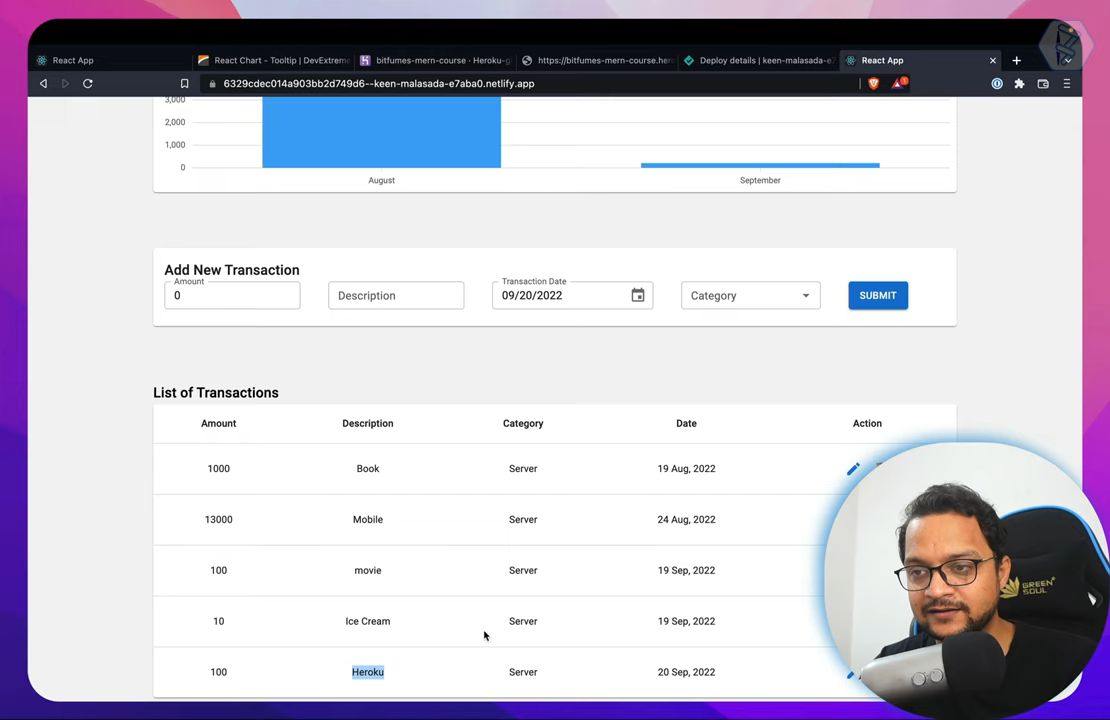 React App
React Chart - Tooltip | DevExtreme
bitfumes-mern-course · Heroku-g
https://bitfumes-mern-course.her
Deploy details | keen-malasada-e7
React App
6329cdec014a903bb2d749d6--keen-malasada-e7aba0.netlify.app
3,000
2,000
1,000
0
August
September
Add New Transaction
Amount
0
Description
Transaction Date
09/20/2022
Category
SUBMIT
List of Transactions
Amount Description Category Date Action
1000 Book Server 19 Aug, 2022
13000 Mobile Server 24 Aug, 2022
100 movie Server 19 Sep, 2022
10 Ice Cream Server 19 Sep, 2022
100 Heroku Server 20 Sep, 2022
GREEN
SOUL